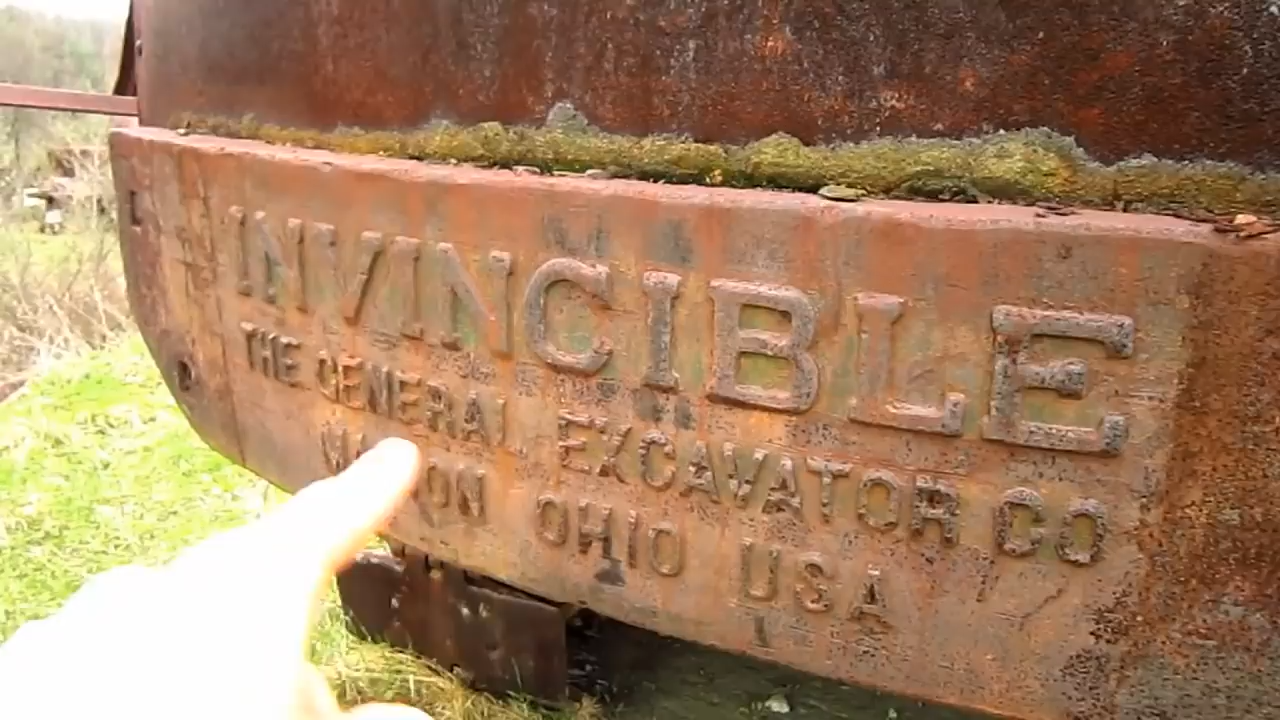 INVINCIBLE
THE GENERAL EXCAVATOR CO
OHIO USA